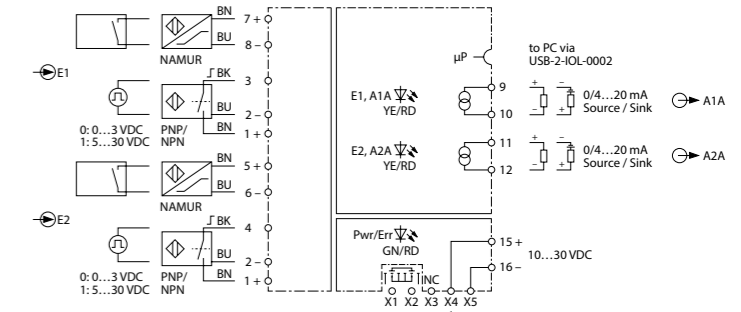 BN 7 +
BU 8 –
NAMUR
E1
BK 3
BU 2 –
BN 1 +
0: 0…3 VDC
1: 5…30 VDC
PNP/
NPN
BN 5 +
BU 6 –
NAMUR
E2
BK 4
BU 2 –
BN 1 +
0: 0…3 VDC
1: 5…30 VDC
PNP/
NPN
µP
to PC via
USB-2-IOL-0002
E1, A1A
YE/RD
9
10
+ –
– +
0/4…20 mA
Source / Sink
A1A
E2, A2A
YE/RD
11
12
+ –
– +
0/4…20 mA
Source / Sink
A2A
Pwr/Err
GN/RD
15 +
16 –
10…30 VDC
NC
X1 X2 X3 X4 X5